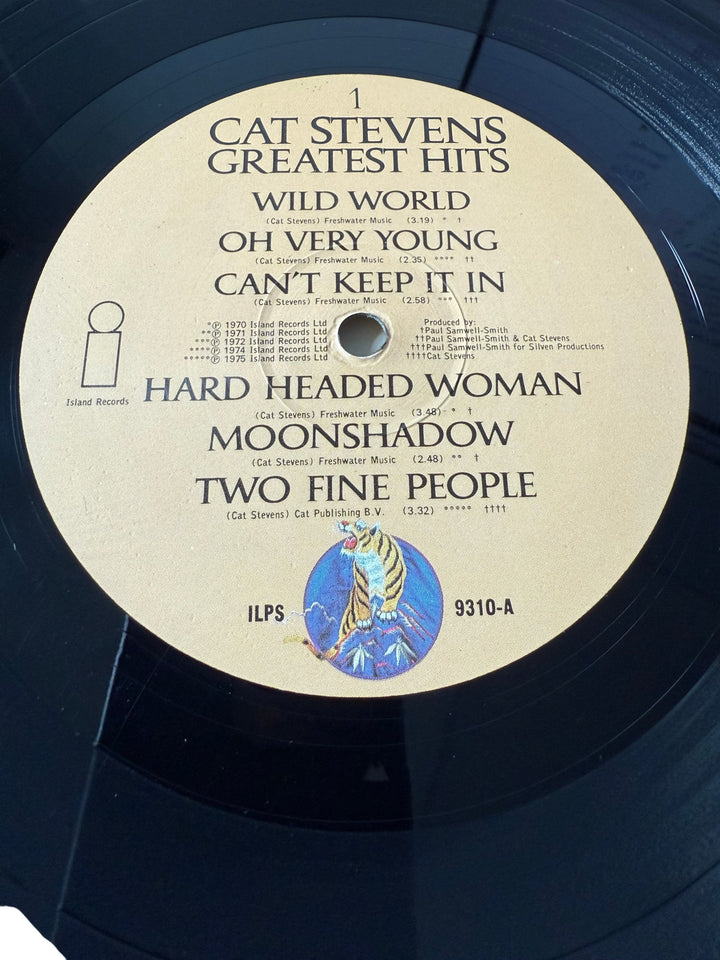 1
CAT STEVENS
GREATEST HITS
WILD WORLD
(Cat Stevens) Freshwater Music (3.19) * †
OH VERY YOUNG
(Cat Stevens) Freshwater Music (2.35) **** ††
CAN'T KEEP IT IN
(Cat Stevens) Freshwater Music (2.58) *** †††
*℗ 1970 Island Records Ltd
**℗ 1971 Island Records Ltd
***℗ 1972 Island Records Ltd
****℗ 1974 Island Records Ltd
*****℗ 1975 Island Records Ltd
Produced by:
†Paul Samwell-Smith
††Paul Samwell-Smith & Cat Stevens
†††Paul Samwell-Smith for Silven Productions
††††Cat Stevens
Island Records
HARD HEADED WOMAN
(Cat Stevens) Freshwater Music (3.48) * †
MOONSHADOW
(Cat Stevens) Freshwater Music (2.48) ** †
TWO FINE PEOPLE
(Cat Stevens) Cat Publishing B.V. (3.32) ***** ††††
ILPS 9310-A